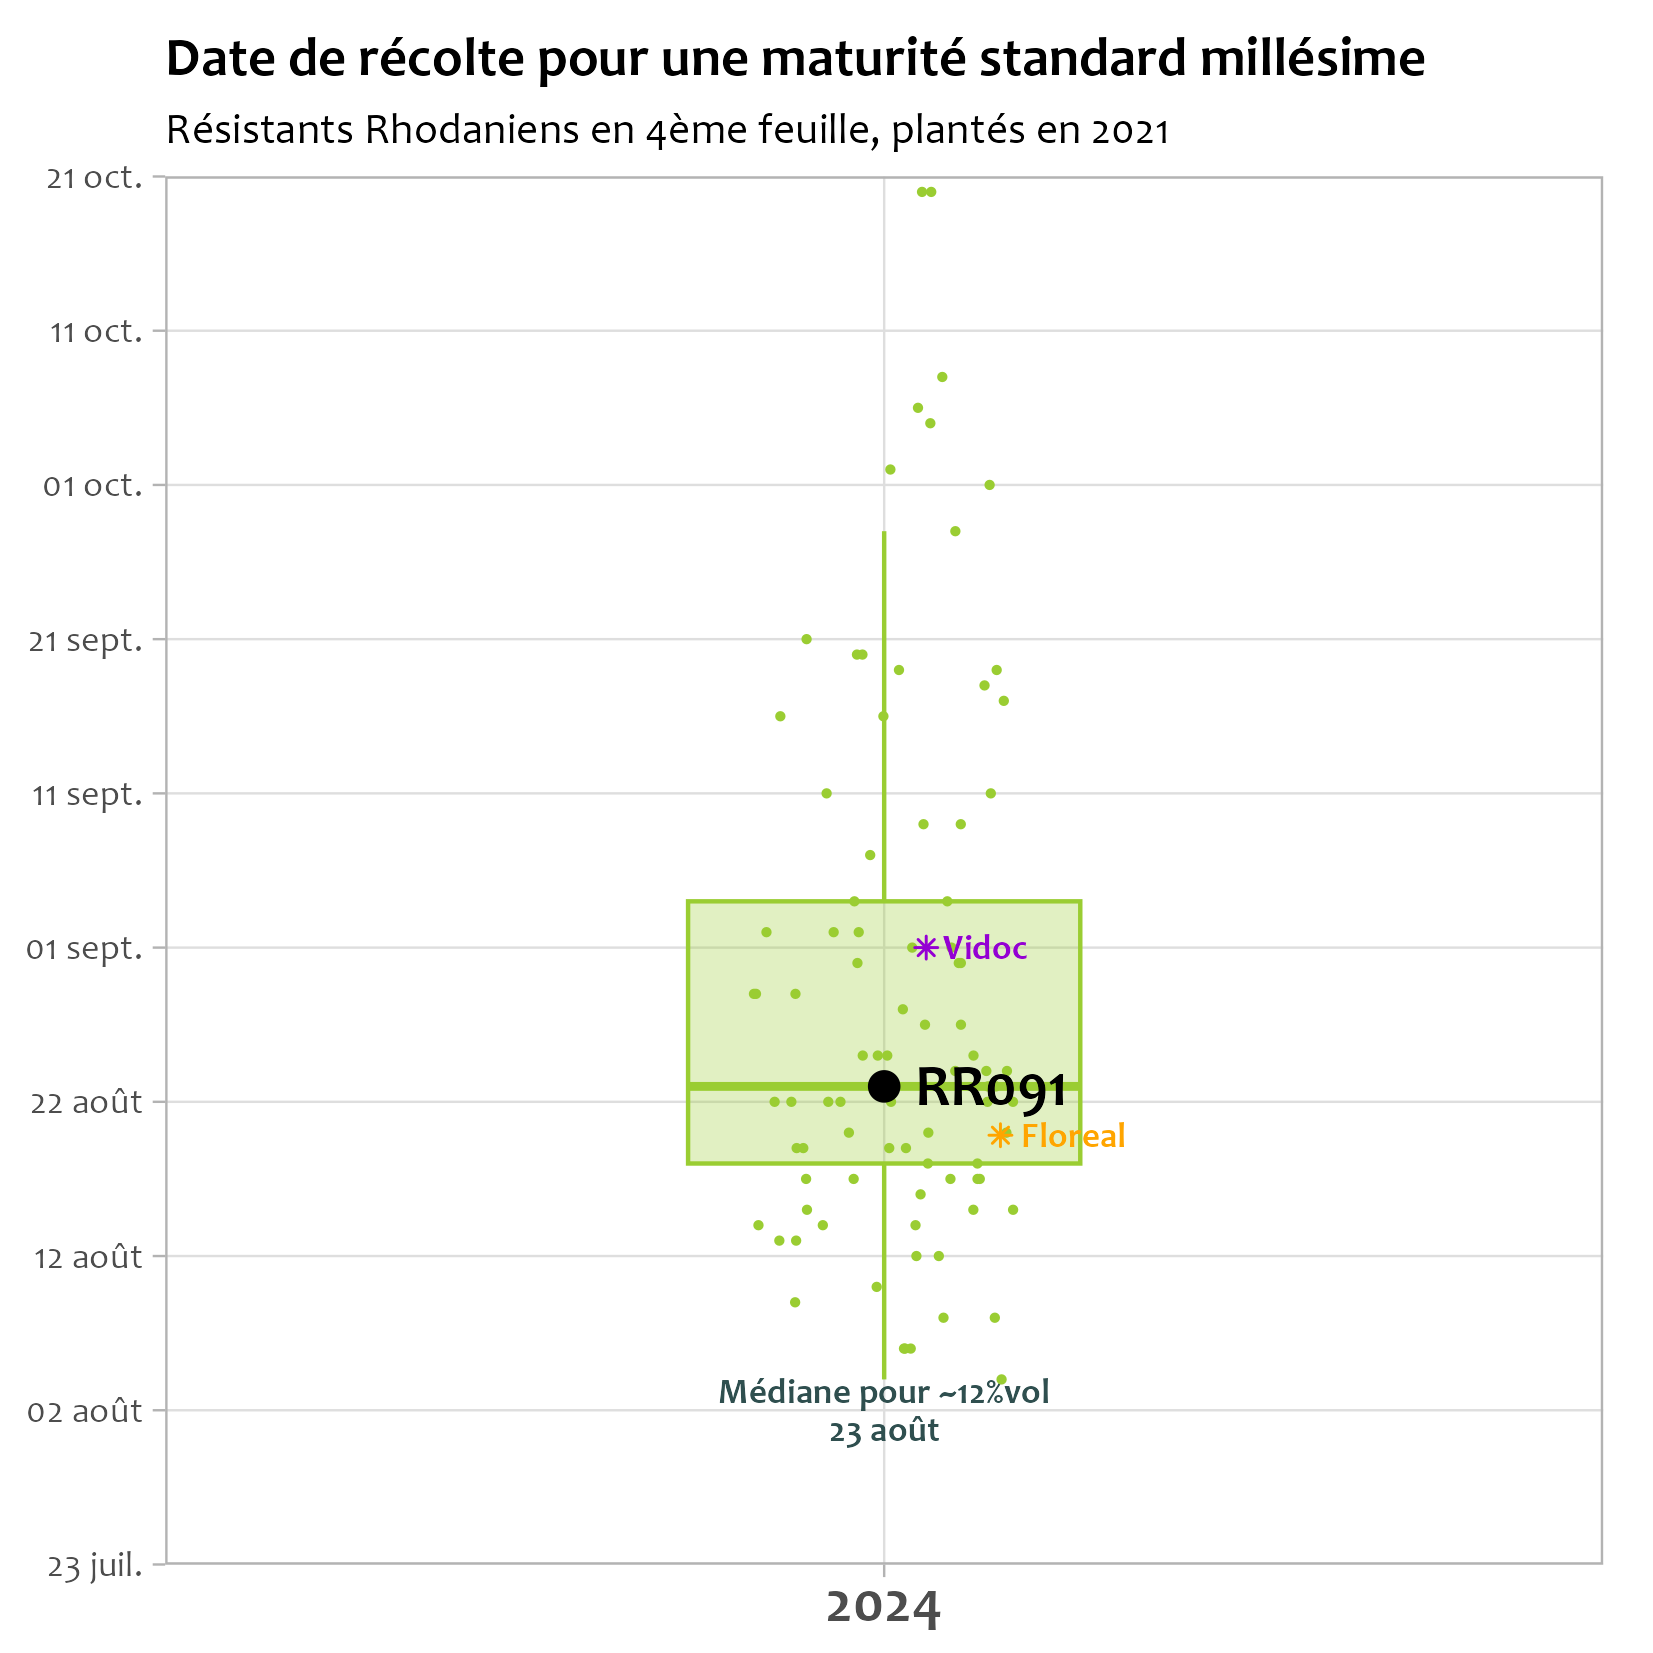 Date de récolte pour une maturité standard millésime
Résistants Rhodaniens en 4ème feuille, plantés en 2021
21 oct.
11 oct.
01 oct.
21 sept.
11 sept.
01 sept.
Vidoc
22 août
RR091
Floreal
12 août
Médiane pour ~12%vol
02 août
23 août
23 juil.
2024